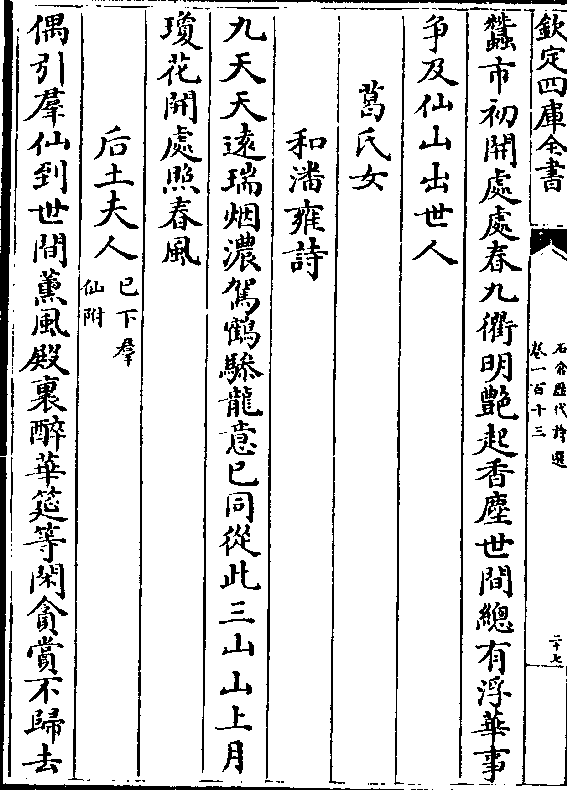 欽定四庫全書
石倉歷代詩選
卷一百十三
二十七
蠶市初開處處春九衢明艷起香塵世間總有浮華事
争及仙山出世人
葛氏女
和潘雍詩
九天天遠瑞烟濃駕鶴驂龍意已同從此三山山上月
瓊花開處照春風
后土夫人
已下羣
仙附
偶引羣仙到世間薰風殿裏醉華筵等閑貪賞不歸去